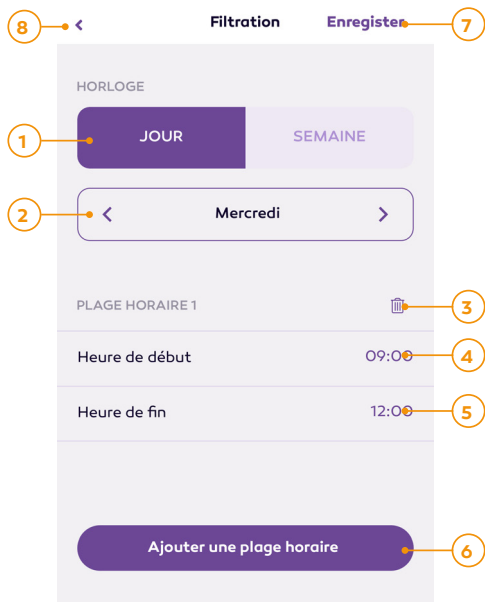 8 Filtration Enregister 7
HORLOGE
1 JOUR SEMAINE
2 Mercredi
PLAGE HORAIRE 1 3
Heure de début 09:00 4
Heure de fin 12:00 5
Ajouter une plage horaire 6